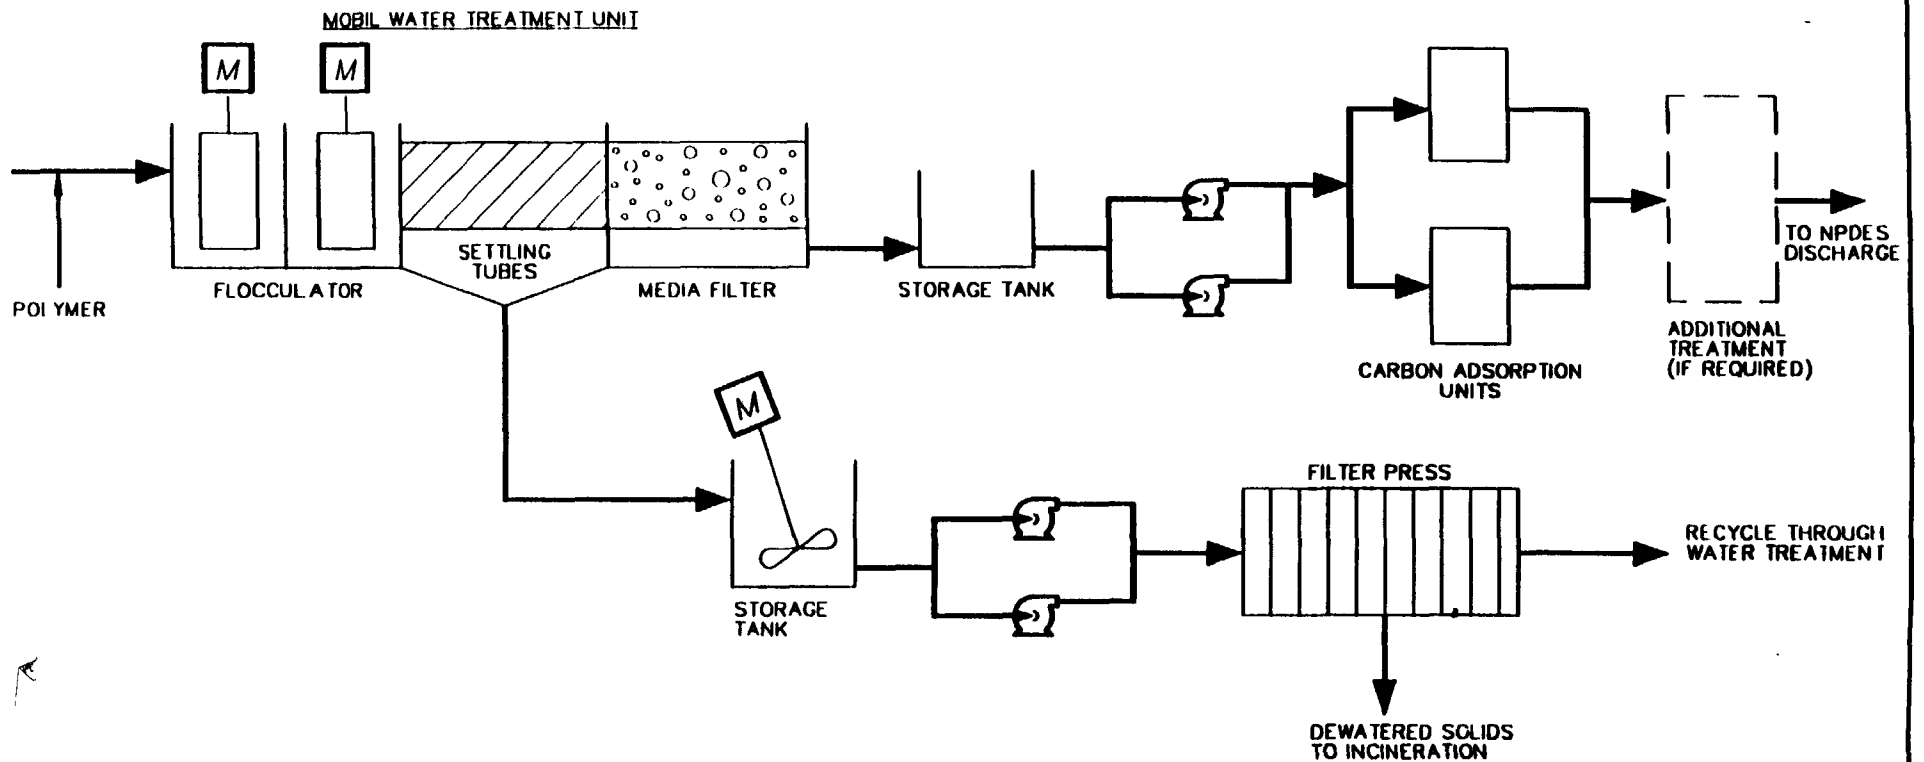 MOBIL WATER TREATMENT UNIT
M
M
SETTLING
TUBES
FLOCCULATOR
MEDIA FILTER
POLYMER
STORAGE TANK
CARBON ADSORPTION
UNITS
TO NPDES
DISCHARGE
ADDITIONAL
TREATMENT
(IF REQUIRED)
M
STORAGE
TANK
FILTER PRESS
RECYCLE THROUGH
WATER TREATMENT
DEWATERED SOLIDS
TO INCINERATION